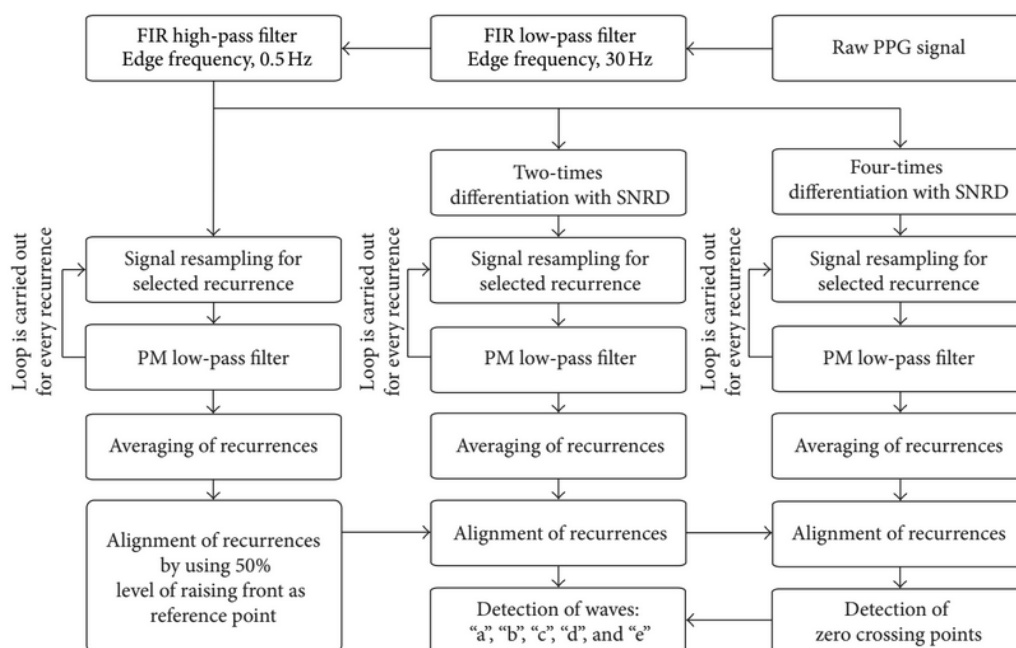 FIR high-pass filter
Edge frequency, 0.5 Hz
FIR low-pass filter
Edge frequency, 30 Hz
Raw PPG signal
Two-times
differentiation with SNRD
Four-times
differentiation with SNRD
Loop is carried out
for every recurrence
Signal resampling for
selected recurrence
Loop is carried out
for every recurrence
Signal resampling for
selected recurrence
Loop is carried out
for every recurrence
Signal resampling for
selected recurrence
PM low-pass filter
PM low-pass filter
PM low-pass filter
Averaging of recurrences
Averaging of recurrences
Averaging of recurrences
Alignment of recurrences
by using 50%
level of raising front as
reference point
Alignment of recurrences
Alignment of recurrences
Detection of waves:
“a”, “b”, “c”, “d”, and “e”
Detection of
zero crossing points